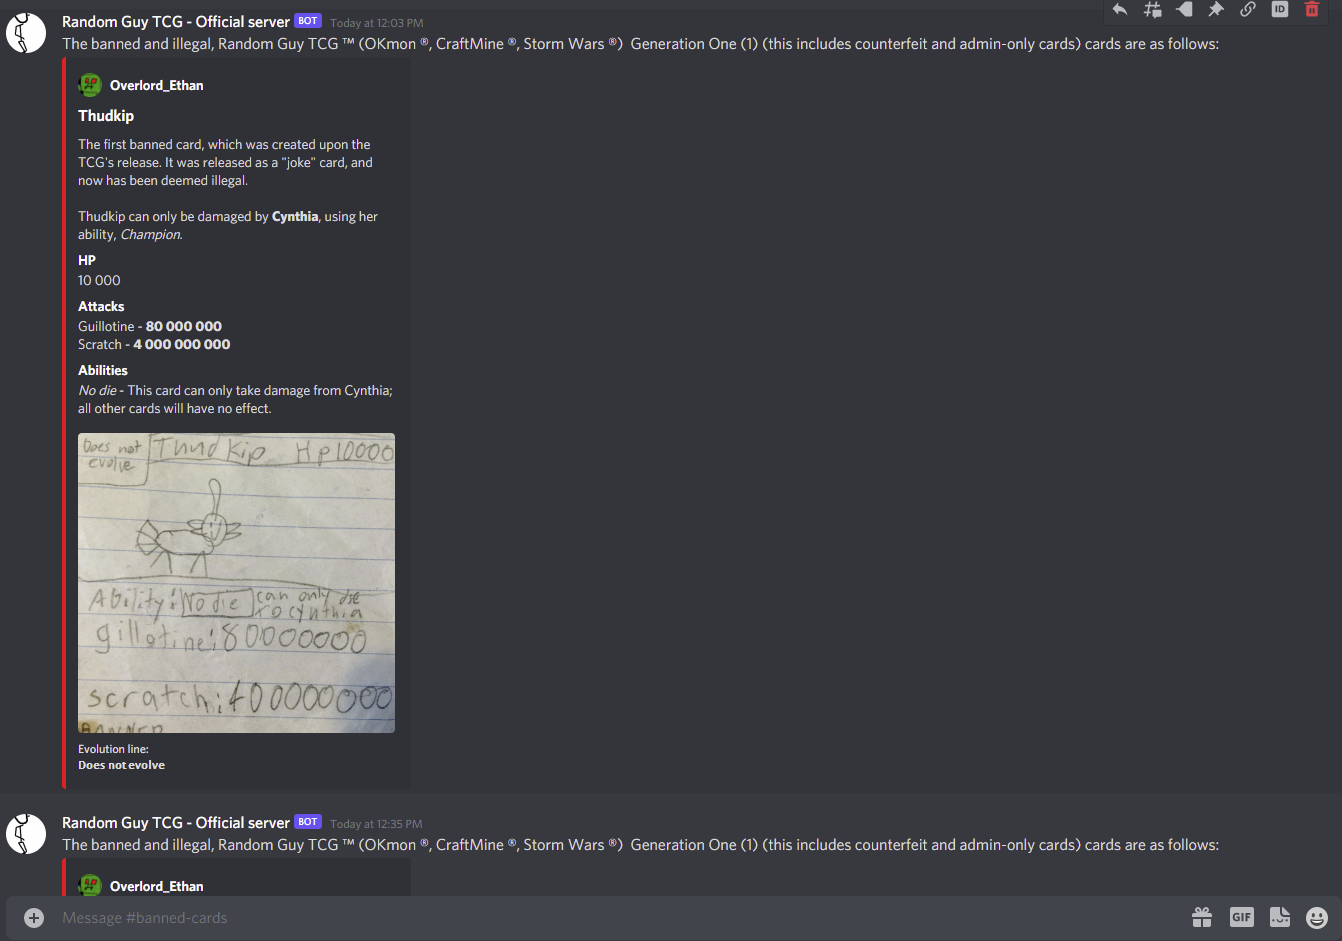 Random Guy TCG - Official server BOT Today at 12:03 PM
ID
The banned and illegal, Random Guy TCG ™ (OKmon ®, CraftMine ®, Storm Wars ®) Generation One (1) (this includes counterfeit and admin-only cards) cards are as follows:
Overlord_Ethan
Thudkip
The first banned card, which was created upon the
TCG's release. It was released as a "joke" card, and
now has been deemed illegal.
Thudkip can only be damaged by Cynthia, using her
ability, Champion.
HP
10 000
Attacks
Guillotine - 80 000 000
Scratch - 4 000 000 000
Abilities
No die - This card can only take damage from Cynthia;
all other cards will have no effect.
Does not
evolve
Thud Kip Hp10000
Ability: No die can only die
to cynthia
gillotine: 80000000
scratch: 400000000
BANNED
Evolution line:
Does not evolve
Random Guy TCG - Official server BOT Today at 12:35 PM
The banned and illegal, Random Guy TCG ™ (OKmon ®, CraftMine ®, Storm Wars ®) Generation One (1) (this includes counterfeit and admin-only cards) cards are as follows:
Overlord_Ethan
Message #banned-cards
GIF